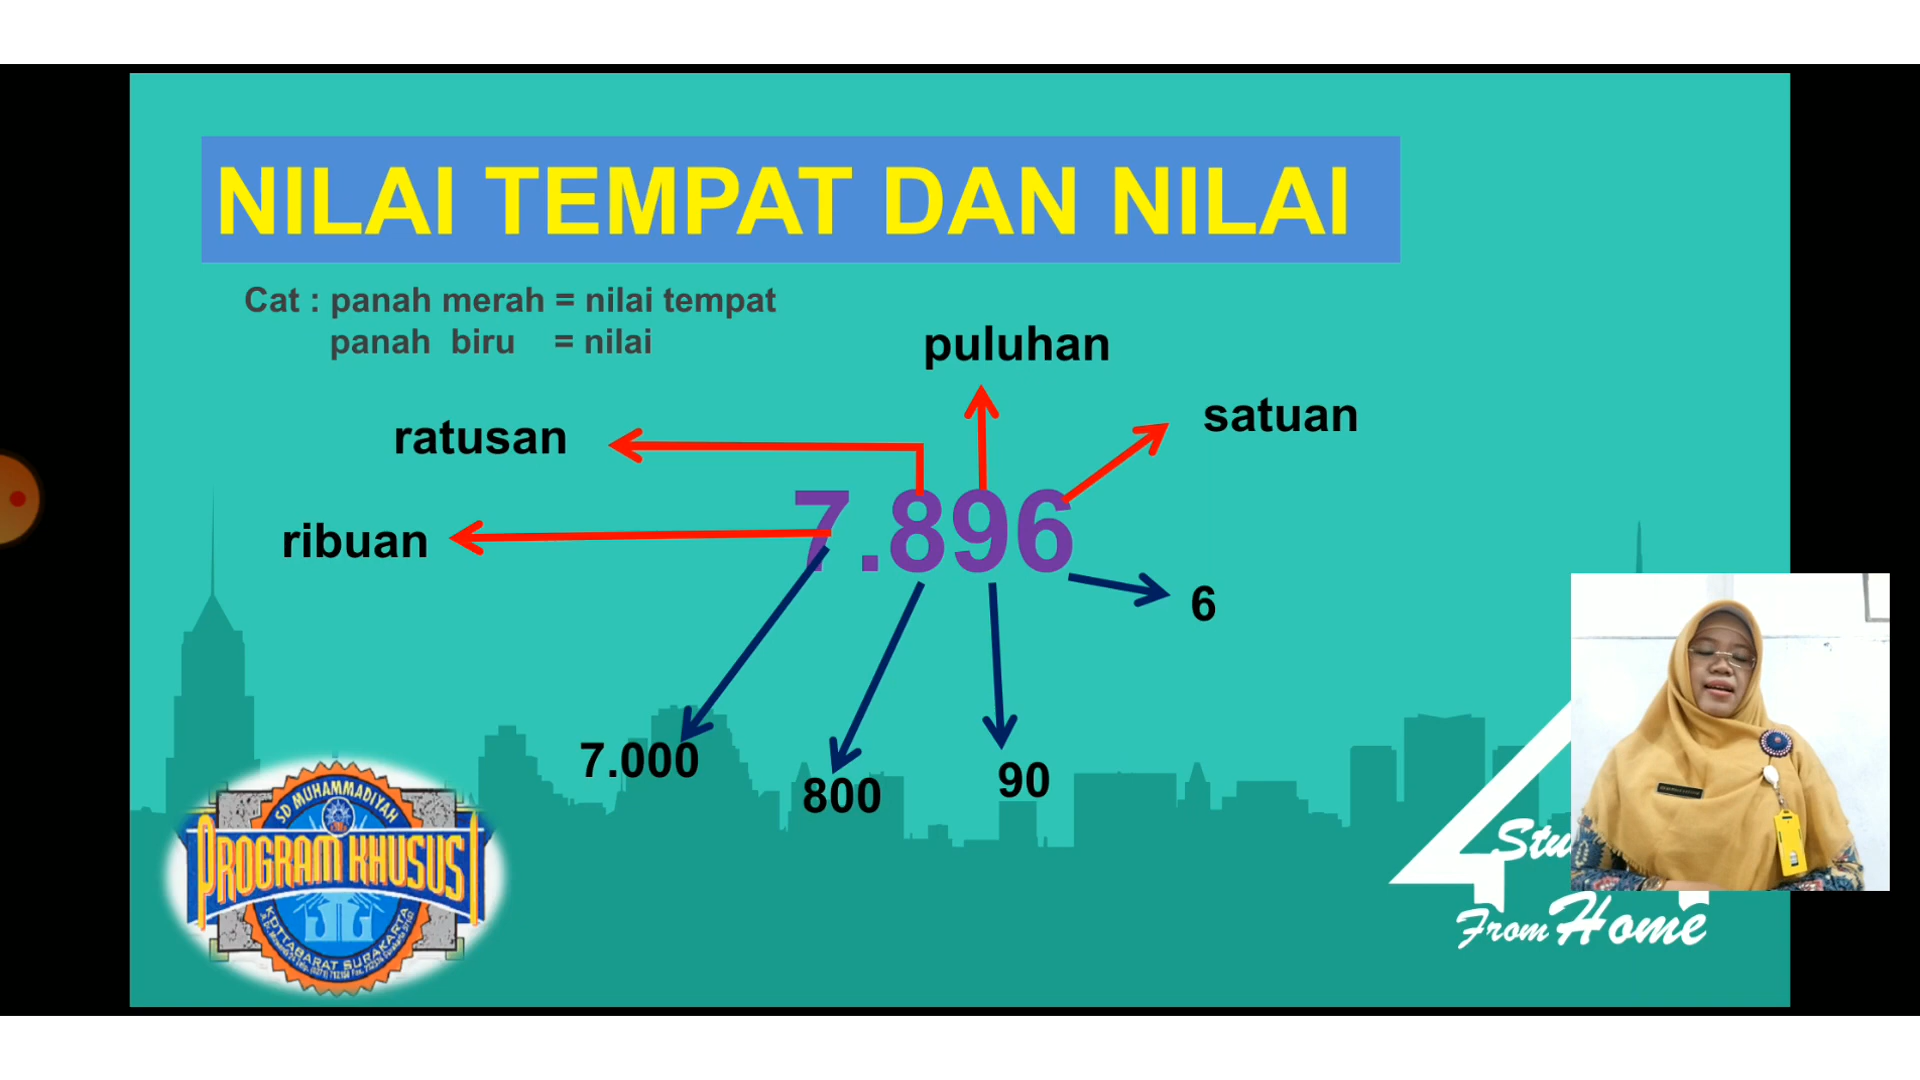 NILAI TEMPAT DAN NILAI
Cat : panah merah = nilai tempat
panah biru = nilai
puluhan
satuan
ratusan
ribuan
7.896
6
7.000
800
90
SD MUHAMMADIYAH
PROGRAM KHUSUS
KOTTABARAT SURAKARTA
4
From Home